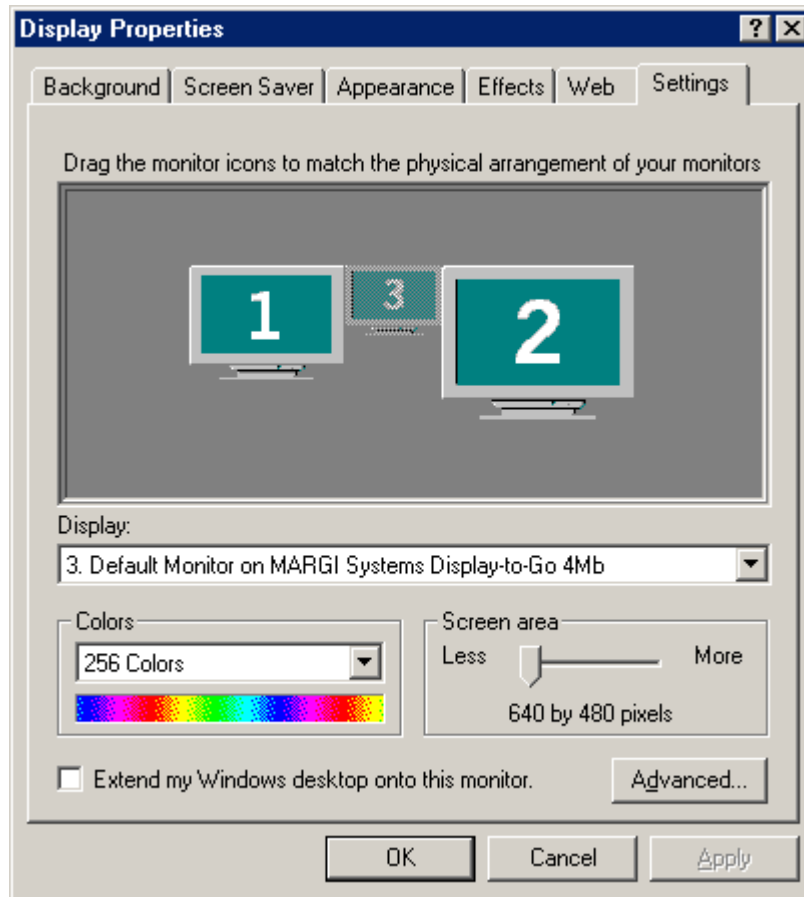 Display Properties
Background Screen Saver Appearance Effects Web Settings
Drag the monitor icons to match the physical arrangement of your monitors
1 3 2
Display:
3. Default Monitor on MARGI Systems Display-to-Go 4Mb
Colors Screen area
256 Colors Less More
640 by 480 pixels
Extend my Windows desktop onto this monitor. Advanced...
OK Cancel Apply